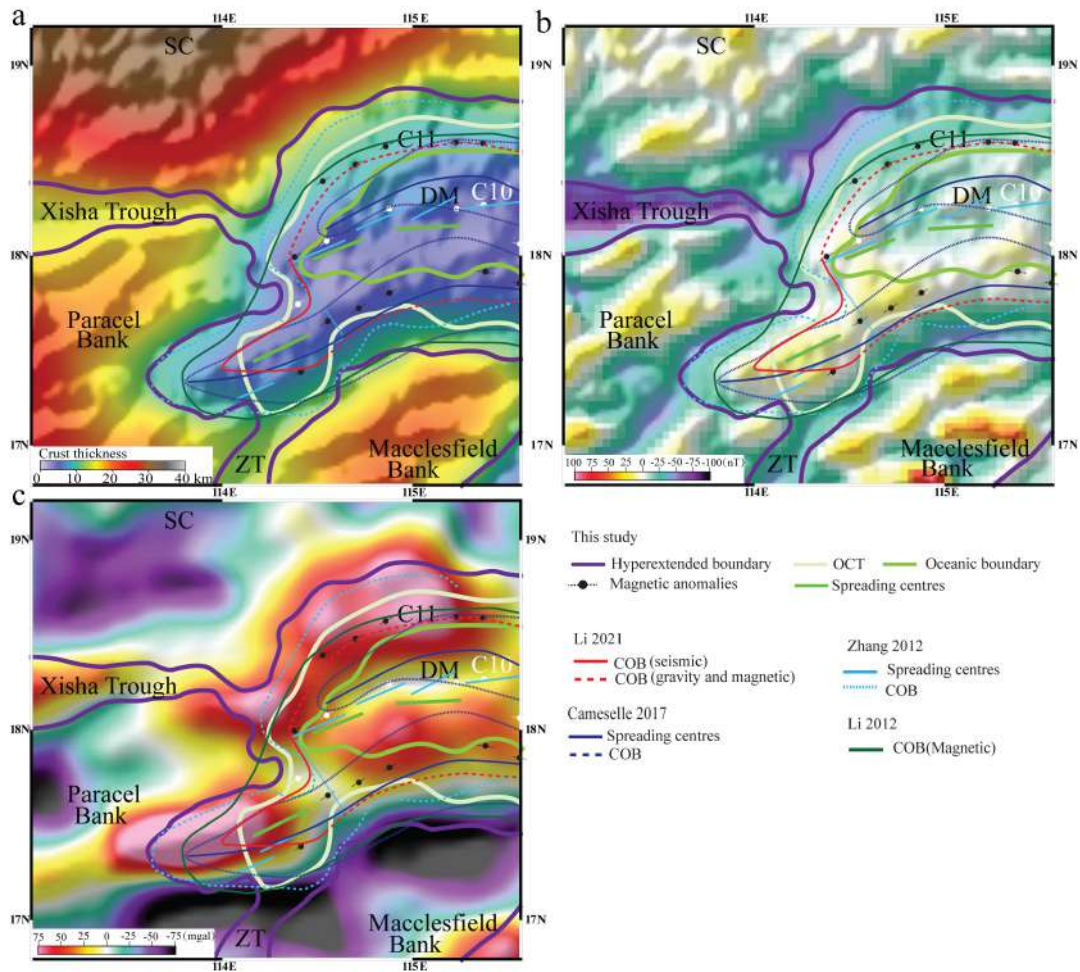 a
114E
115E
SC
19N
C11
DM
C10
Xisha Trough
18N
Paracel
Bank
17N
Macclesfield
Bank
ZT
Crust thickness
0 10 20 30 40 km
b
114E
115E
SC
19N
C11
DM
C10
Xisha Trough
18N
Paracel
Bank
17N
Macclesfield
Bank
ZT
100 75 50 25 0 -25 -50 -75 -100 (nT)
114E
115E
c
SC
19N
19N
C11
DM
C10
Xisha Trough
18N
18N
Paracel
Bank
17N
17N
Macclesfield
Bank
ZT
75 50 25 0 -25 -50 -75 (mgal)
114E
115E
This study
Hyperextended boundary
OCT
Oceanic boundary
Magnetic anomalies
Spreading centres
Li 2021
COB (seismic)
COB (gravity and magnetic)
Zhang 2012
Spreading centres
COB
Cameselle 2017
Spreading centres
COB
Li 2012
COB(Magnetic)